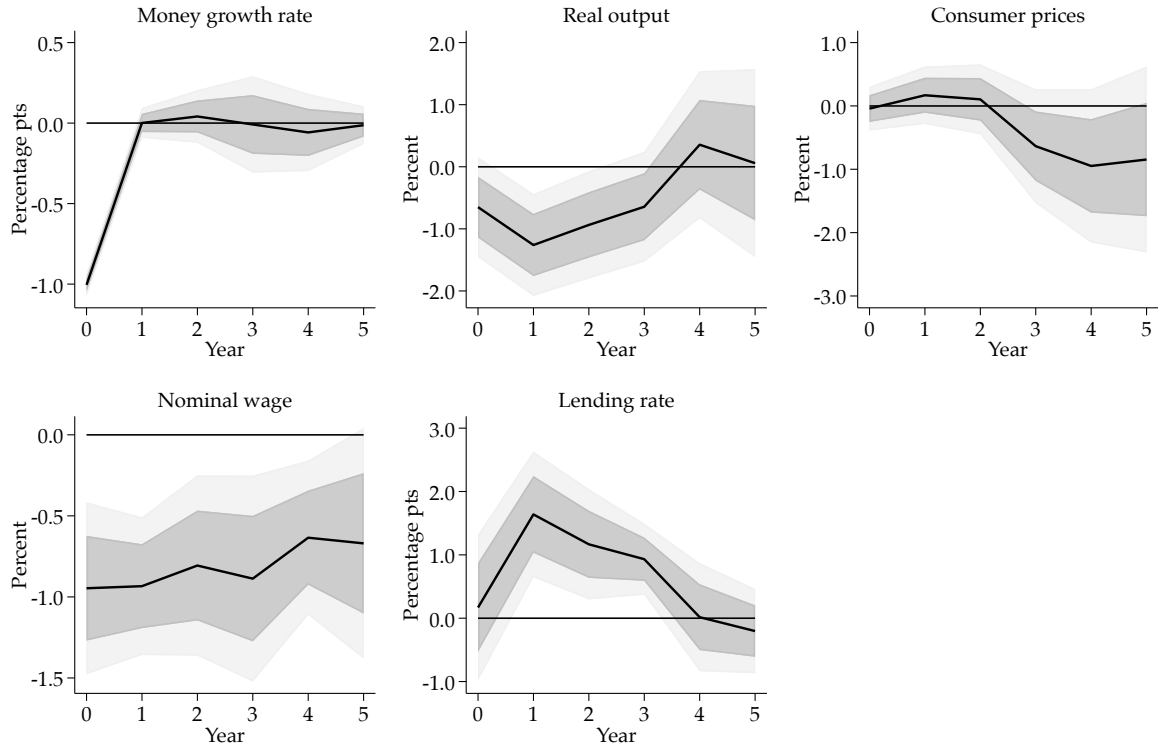 Money growth rate
Percentage pts
0.5
0.0
-0.5
-1.0
0 1 2 3 4 5
Year
Real output
Percent
2.0
1.0
0.0
-1.0
-2.0
0 1 2 3 4 5
Year
Consumer prices
Percent
1.0
0.0
-1.0
-2.0
-3.0
0 1 2 3 4 5
Year
Nominal wage
Percent
0.0
-0.5
-1.0
-1.5
0 1 2 3 4 5
Year
Lending rate
Percentage pts
3.0
2.0
1.0
0.0
-1.0
0 1 2 3 4 5
Year